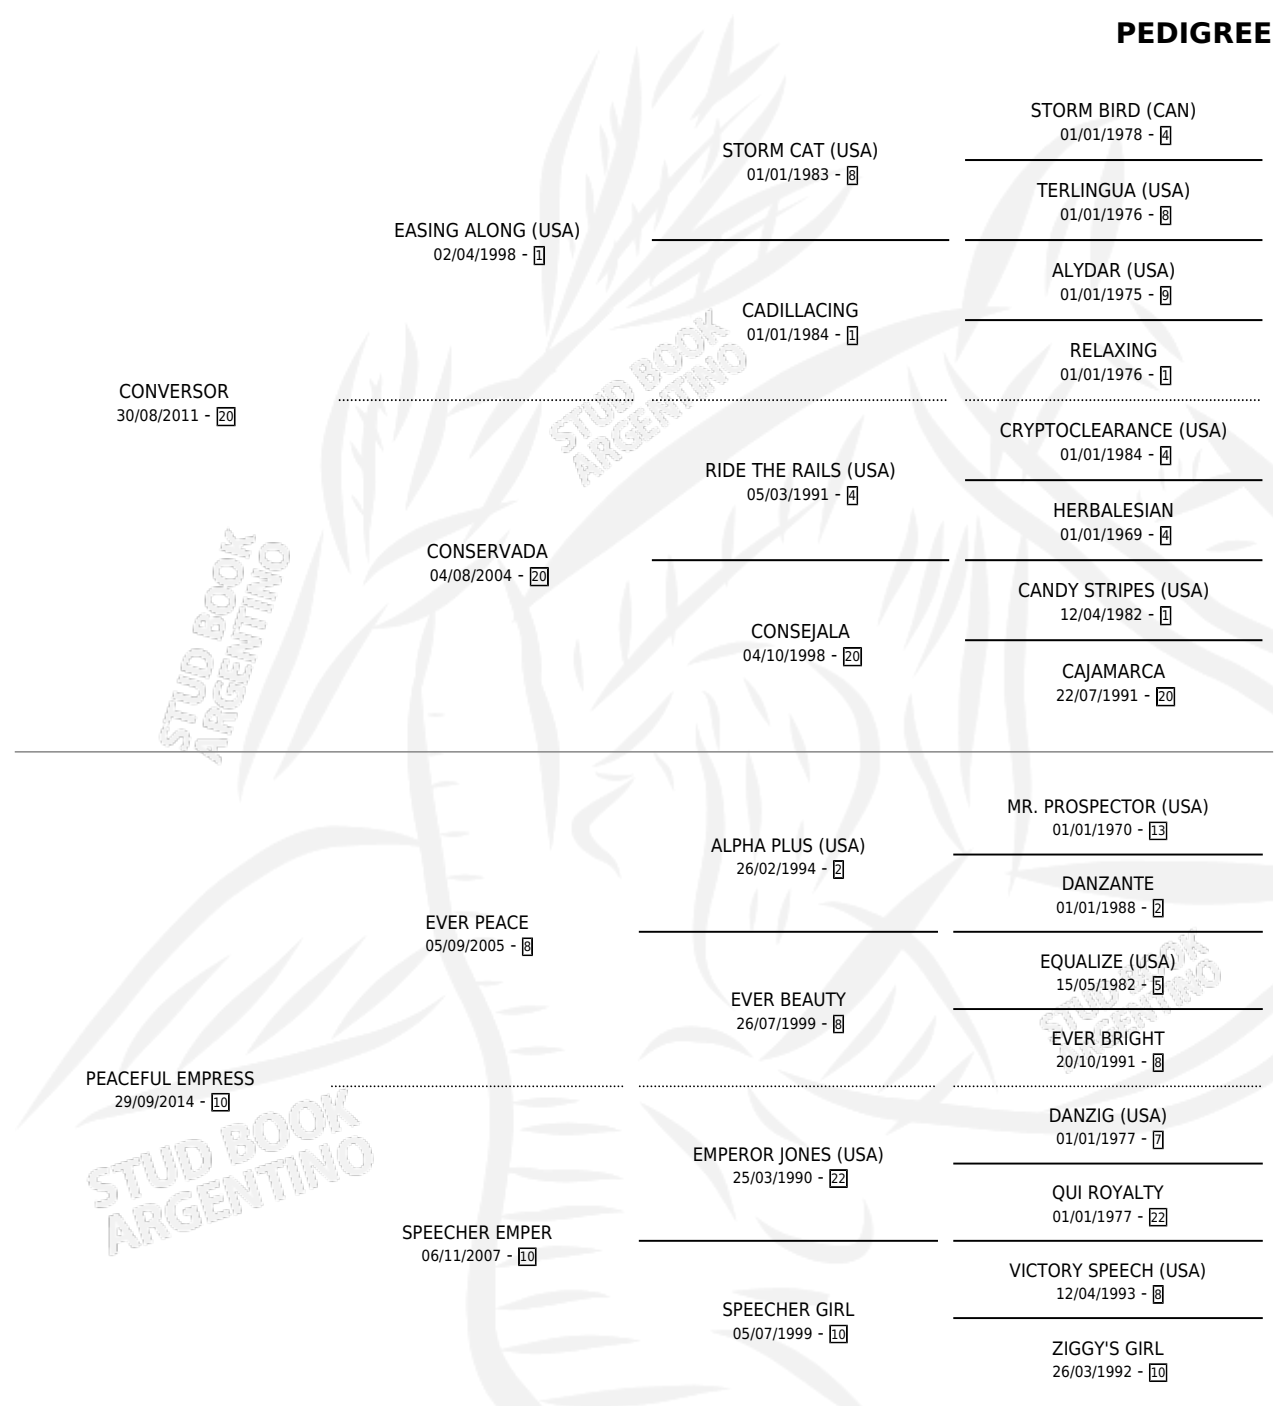 PEDIGREE
STORM BIRD (CAN)
01/01/1978 - 4
STORM CAT (USA)
01/01/1983 - 8
TERLINGUA (USA)
01/01/1976 - 8
EASING ALONG (USA)
02/04/1998 - 1
ALYDAR (USA)
01/01/1975 - 9
CADILLACING
01/01/1984 - 1
RELAXING
01/01/1976 - 1
CONVERSOR
30/08/2011 - 20
CRYPTOCLEARANCE (USA)
01/01/1984 - 4
RIDE THE RAILS (USA)
05/03/1991 - 4
HERBALESIAN
01/01/1969 - 4
CONSERVADA
04/08/2004 - 20
CANDY STRIPES (USA)
12/04/1982 - 1
CONSEJALA
04/10/1998 - 20
CAJAMARCA
22/07/1991 - 20
MR. PROSPECTOR (USA)
01/01/1970 - 13
ALPHA PLUS (USA)
26/02/1994 - 2
DANZANTE
01/01/1988 - 2
EVER PEACE
05/09/2005 - 8
EQUALIZE (USA)
15/05/1982 - 5
EVER BEAUTY
26/07/1999 - 8
EVER BRIGHT
20/10/1991 - 8
PEACEFUL EMPRESS
29/09/2014 - 10
DANZIG (USA)
01/01/1977 - 7
EMPEROR JONES (USA)
25/03/1990 - 22
QUI ROYALTY
01/01/1977 - 22
SPEECHER EMPER
06/11/2007 - 10
VICTORY SPEECH (USA)
12/04/1993 - 8
SPEECHER GIRL
05/07/1999 - 10
ZIGGY'S GIRL
26/03/1992 - 10
STUD BOOK
ARGENTINO
STUD BOOK
ARGENTINO
STUD BOOK
ARGENTINO
STUD BOOK
ARGENTINO